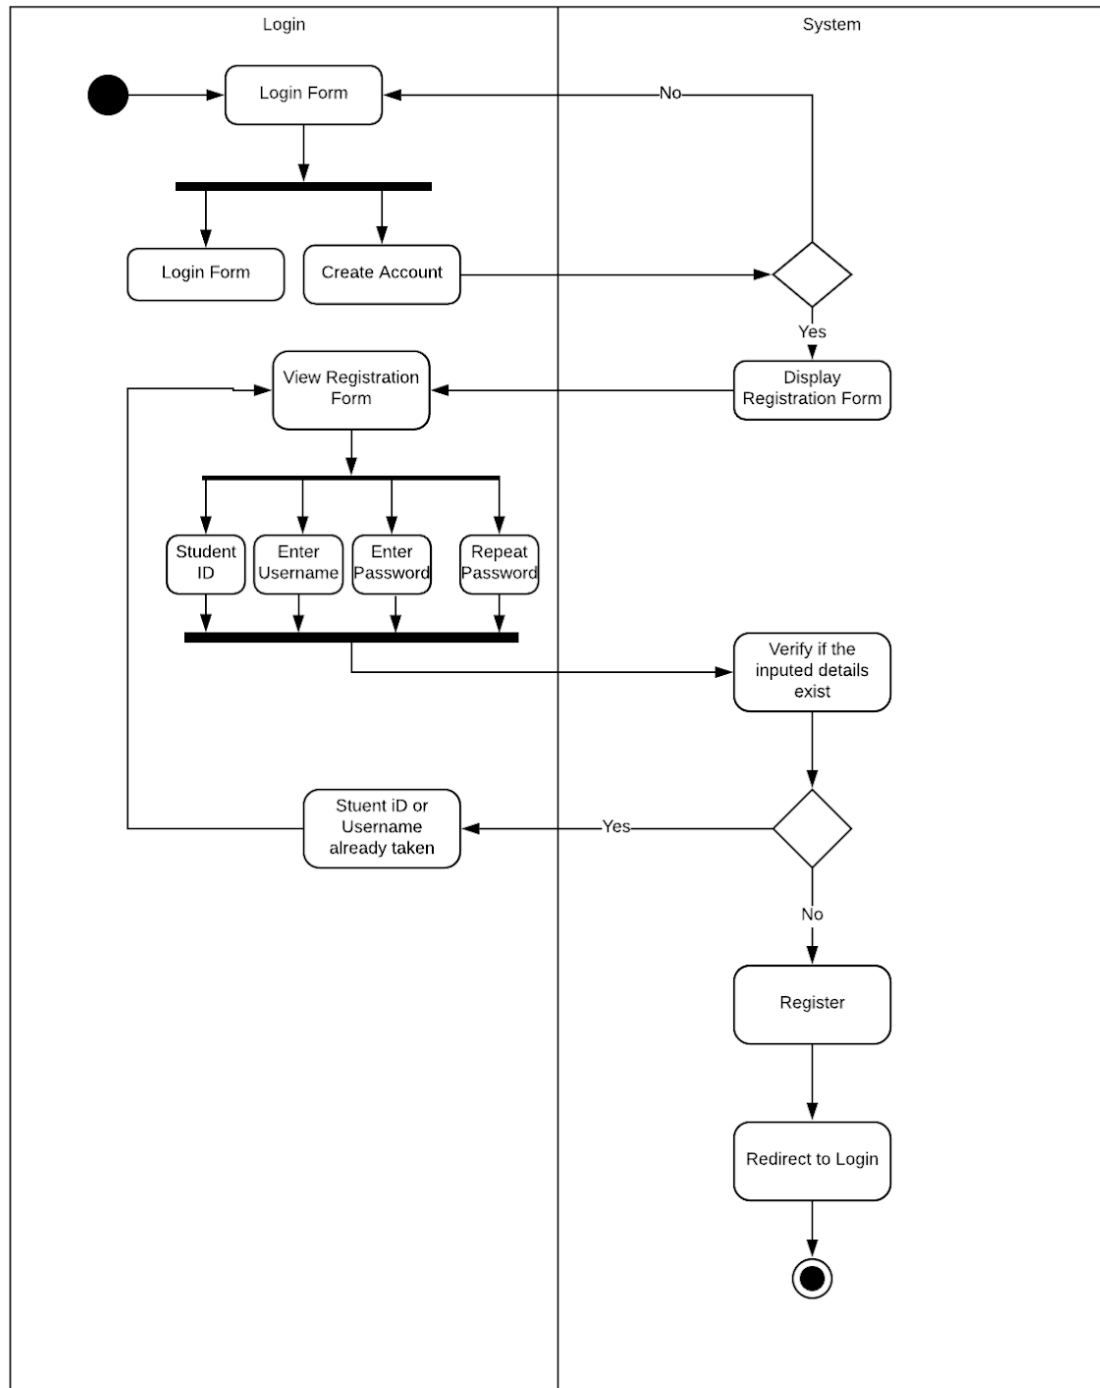 Login
System
Login Form
No
Login Form
Create Account
Yes
View Registration
Form
Display
Registration Form
Student
ID
Enter
Username
Enter
Password
Repeat
Password
Verify if the
inputed details
exist
Stuent iD or
Username
already taken
Yes
No
Register
Redirect to Login